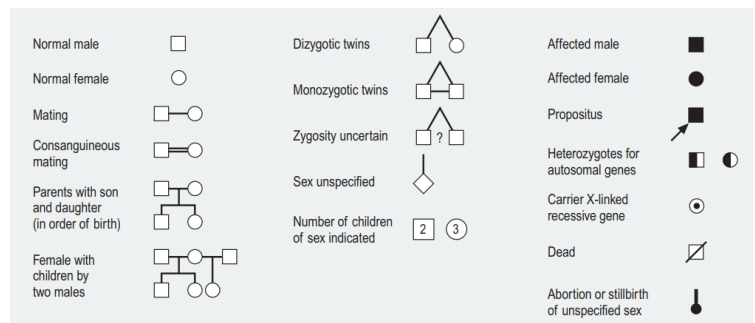 Normal male
Normal female
Mating
Consanguineous
mating
Parents with son
and daughter
(in order of birth)
Female with
children by
two males
Dizygotic twins
Monozygotic twins
Zygosity uncertain
?
Sex unspecified
Number of children
of sex indicated
2 3
Affected male
Affected female
Propositus
Heterozygotes for
autosomal genes
Carrier X-linked
recessive gene
Dead
Abortion or stillbirth
of unspecified sex